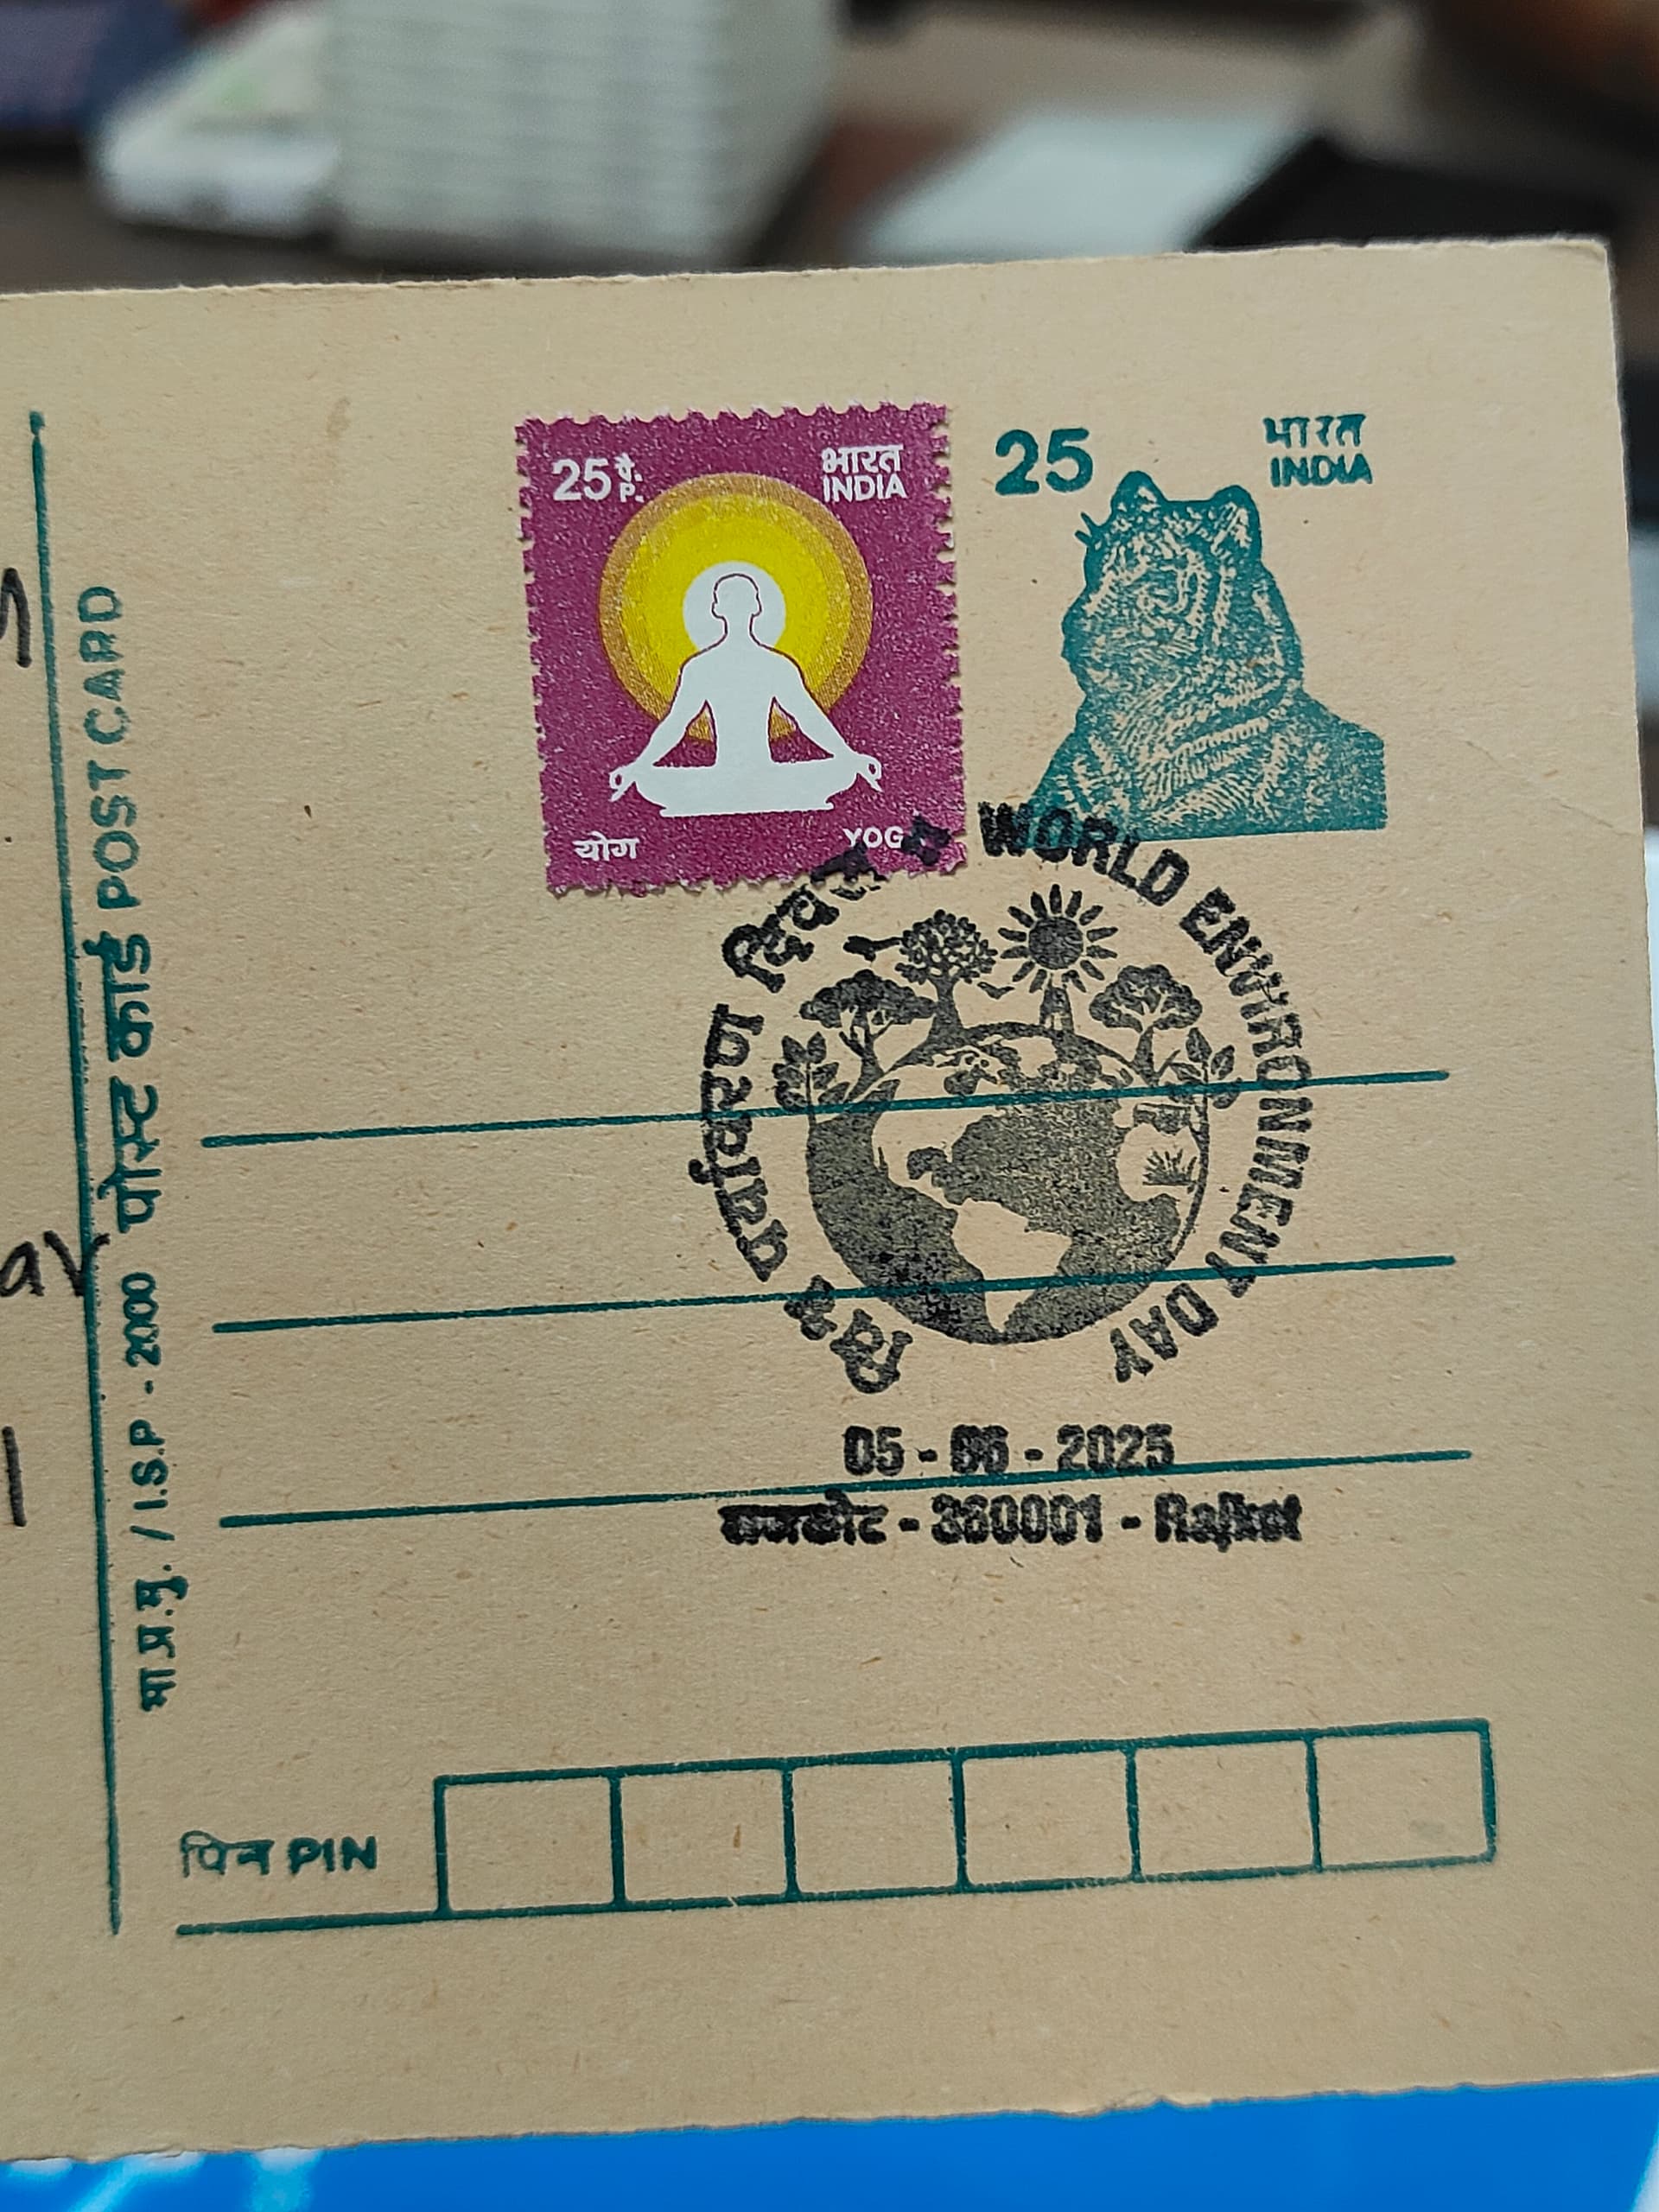 25 पै. P. भारत INDIA
योग YOG
25 भारत INDIA
विश्व पर्यावरण दिवस WORLD ENVIRONMENT DAY
05 - 06 - 2025
राजकोट - 360001 - Rajkot
भा.प्र.मु. / I.S.P - 2000 पोस्ट कार्ड POST CARD
पिन PIN